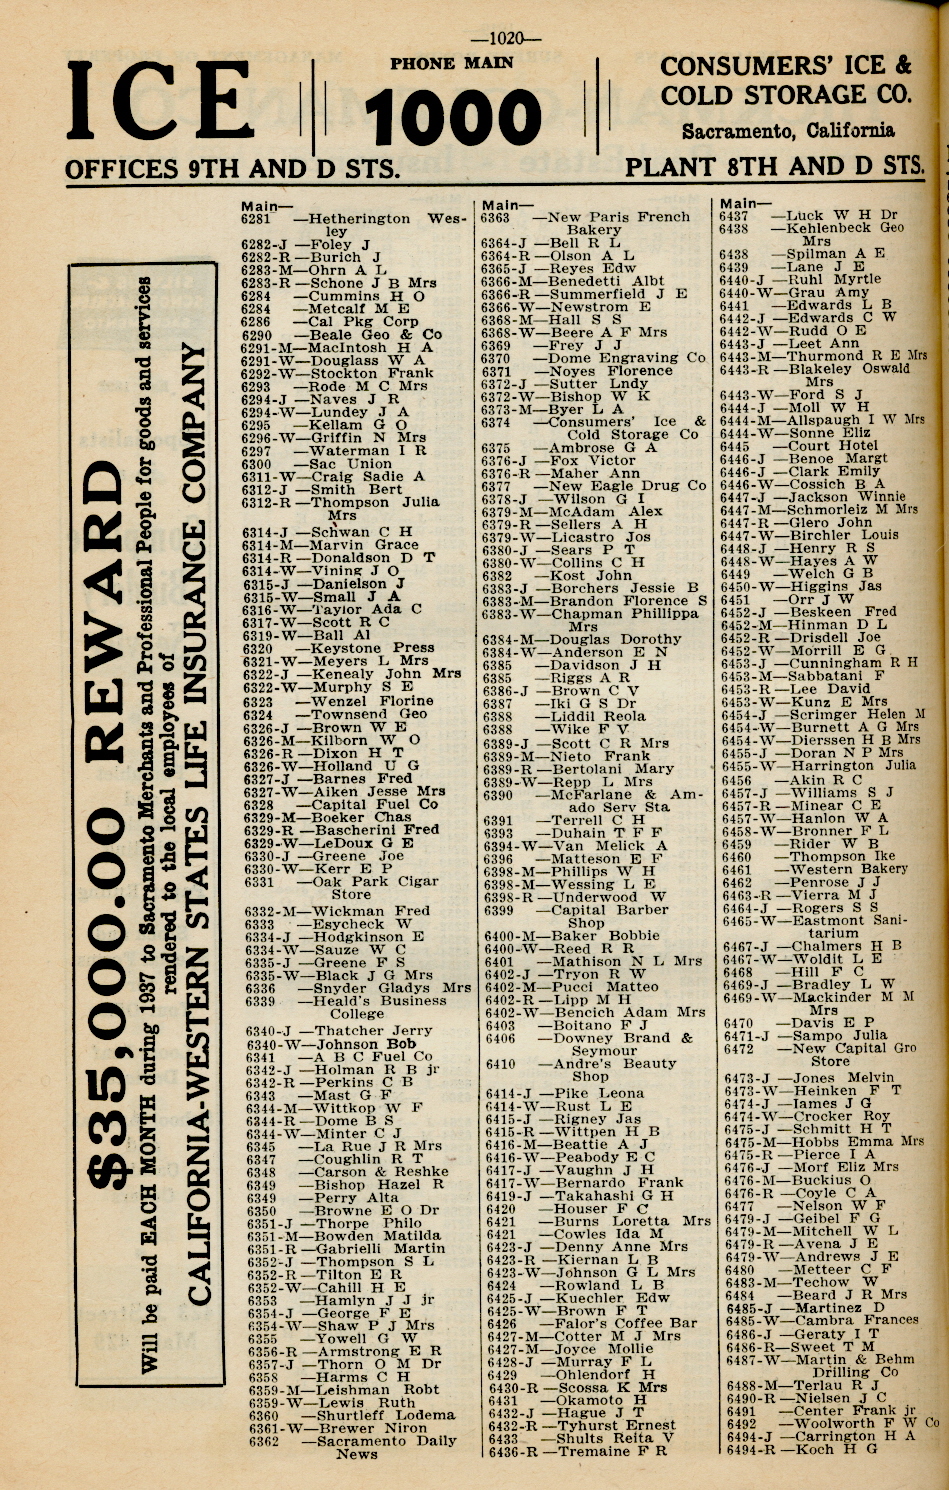 —1020—
ICE
PHONE MAIN
1000
CONSUMERS' ICE &
COLD STORAGE CO.
Sacramento, California
OFFICES 9TH AND D STS.
PLANT 8TH AND D STS.
$35,000.00 REWARD
Will be paid EACH MONTH during 1937 to Sacramento Merchants and Professional People for goods and services
rendered to the local employees of
CALIFORNIA-WESTERN STATES LIFE INSURANCE COMPANY
Main—
6281 —Hetherington Wes-
ley
6282-J —Foley J
6282-R—Burich J
6283-M—Ohrn A L
6283-R—Schone J B Mrs
6284 —Cummins H O
6284 —Metcalf M E
6286 —Cal Pkg Corp
6290 —Beale Geo & Co
6291-M—MacIntosh H A
6291-W—Douglass W A
6292-W—Stockton Frank
6293 —Rode M C Mrs
6294-J —Naves J R
6294-W—Lundey J A
6295 —Kellam G O
6296-W—Griffin N Mrs
6297 —Waterman I R
6300 —Sac Union
6311-W—Craig Sadie A
6312-J —Smith Bert
6312-R —Thompson Julia
Mrs
6314-J —Schwan C H
6314-M—Marvin Grace
6314-R —Donaldson D T
6314-W—Vining J O
6315-J —Danielson J
6315-W—Small J A
6316-W—Taylor Ada C
6317-W—Scott R C
6319-W—Ball Al
6320 —Keystone Press
6321-W—Meyers L Mrs
6322-J —Kenealy John Mrs
6322-W—Murphy S E
6323 —Wenzel Florine
6324 —Townsend Geo
6326-J —Brown W E
6326-M—Kilborn W O
6326-R —Dixon H T
6326-W—Holland U G
6327-J —Barnes Fred
6327-W—Aiken Jesse Mrs
6328 —Capital Fuel Co
6329-M—Boeker Chas
6329-R —Bascherini Fred
6329-W—LeDoux G E
6330-J —Greene Joe
6330-W—Kerr E P
6331 —Oak Park Cigar
Store
6332-M—Wickman Fred
6333 —Esycheck W
6334-J —Hodgkinson E
6334-W—Sauze W C
6335-J —Greene F S
6335-W—Black J G Mrs
6336 —Snyder Gladys Mrs
6339 —Heald's Business
College
6340-J —Thatcher Jerry
6340-W—Johnson Bob
6341 —A B C Fuel Co
6342-J —Holman R B jr
6342-R —Perkins C B
6343 —Mast G F
6344-M—Wittkop W F
6344-R —Dome B S
6344-W—Minter C J
6345 —La Rue J R Mrs
6347 —Coughlin R T
6348 —Carson & Reshke
6349 —Bishop Hazel R
6349 —Perry Alta
6350 —Browne E O Dr
6351-J —Thorpe Philo
6351-M—Bowden Matilda
6351-R —Gabrielli Martin
6352-J —Thompson S L
6352-R —Tilton E R
6352-W—Cahill H E
6353 —Hamlyn J J jr
6354-J —George F E
6354-W—Shaw P J Mrs
6355 —Yowell G W
6356-R —Armstrong E R
6357-J —Thorn O M Dr
6358 —Harms C H
6359-M—Leishman Robt
6359-W—Lewis Ruth
6360 —Shurtleff Lodema
6361-W—Brewer Niron
6362 —Sacramento Daily
News
Main—
6363 —New Paris French
Bakery
6364-J —Bell R L
6364-R —Olson A L
6365-J —Reyes Edw
6366-M—Benedetti Albt
6366-R —Summerfield J E
6366-W—Newstrom E
6368-M—Hall S S
6368-W—Beere A F Mrs
6369 —Frey J J
6370 —Dome Engraving Co
6371 —Noyes Florence
6372-J —Sutter Lndy
6372-W—Bishop W K
6373-M—Byer L A
6374 —Consumers' Ice &
Cold Storage Co
6375 —Ambrose G A
6376-J —Fox Victor
6376-R —Maher Ann
6377 —New Eagle Drug Co
6378-J —Wilson G I
6379-M—McAdam Alex
6379-R —Sellers A H
6379-W—Licastro Jos
6380-J —Sears P T
6380-W—Collins C H
6382 —Kost John
6383-J —Borchers Jessie B
6383-M—Brandon Florence S
6383-W—Chapman Phillippa
Mrs
6384-M—Douglas Dorothy
6384-W—Anderson E N
6385 —Davidson J H
6385 —Riggs A R
6386-J —Brown C V
6387 —Iki G S Dr
6388 —Liddil Reola
6388 —Wike F V
6389-J —Scott C R Mrs
6389-M—Nieto Frank
6389-R —Bertolani Mary
6389-W—Repp L Mrs
6390 —McFarlane & Am-
ado Serv Sta
6391 —Terrell C H
6393 —Duhain T F F
6394-W—Van Melick A
6396 —Matteson E F
6398-M—Phillips W H
6398-M—Wessing L E
6398-R —Underwood W
6399 —Capital Barber
Shop
6400-M—Baker Bobbie
6400-W—Reed R R
6401 —Mathison N L Mrs
6402-J —Tryon R W
6402-M—Pucci Matteo
6402-R —Lipp M H
6402-W—Bencich Adam Mrs
6403 —Boitano F J
6406 —Downey Brand &
Seymour
6410 —Andre's Beauty
Shop
6414-J —Pike Leona
6414-W—Rust L E
6415-J —Rigney Jas
6415-R —Wittpen H B
6416-M—Beattie A J
6416-W—Peabody E C
6417-J —Vaughn J H
6417-W—Bernardo Frank
6419-J —Takahashi G H
6420 —Houser F C
6421 —Burns Loretta Mrs
6421 —Cowles Ida M
6423-J —Denny Anne Mrs
6423-R —Kiernan L B
6423-W—Johnson G L Mrs
6424 —Rowland L B
6425-J —Kuechler Edw
6425-W—Brown F T
6426 —Falor's Coffee Bar
6427-M—Cotter M J Mrs
6427-M—Joyce Mollie
6428-J —Murray F L
6429 —Ohlendorf H
6430-R —Scossa K Mrs
6431 —Okamoto H
6432-J —Hague J T
6432-R —Tyhurst Ernest
6433 —Shults Reita V
6436-R —Tremaine F R
Main—
6437 —Luck W H Dr
6438 —Kehlenbeck Geo
Mrs
6438 —Spilman A E
6439 —Lane J E
6440-J —Ruhl Myrtle
6440-W—Grau Amy
6441 —Edwards L B
6442-J —Edwards C W
6442-W—Rudd O E
6443-J —Leet Ann
6443-M—Thurmond R E Mrs
6443-R —Blakeley Oswald
Mrs
6443-W—Ford S J
6444-J —Moll W H
6444-M—Allspaugh I W Mrs
6444-W—Sonne Eliz
6445 —Court Hotel
6446-J —Benoe Margt
6446-J —Clark Emily
6446-W—Cossich B A
6447-J —Jackson Winnie
6447-M—Schmorleiz M Mrs
6447-R —Glero John
6447-W—Birchler Louis
6448-J —Henry R S
6448-W—Hayes A W
6449 —Welch G B
6450-W—Higgins Jas
6451 —Orr J W
6452-J —Beskeen Fred
6452-M—Hinman D L
6452-R —Drisdell Joe
6452-W—Morrill E G
6453-J —Cunningham R H
6453-M—Sabbatani F
6453-R —Lee David
6453-W—Kunz E Mrs
6454-J —Scrimger Helen M
6454-W—Burnett A G Mrs
6454-W—Dierssen H B Mrs
6455-J —Doran N P Mrs
6455-W—Harrington Julia
6456 —Akin R C
6457-J —Williams S J
6457-R —Minear C E
6457-W—Hanlon W A
6458-W—Bronner F L
6459 —Rider W B
6460 —Thompson Ike
6461 —Western Bakery
6462 —Penrose J J
6463-R —Vierra M J
6464-J —Rogers S S
6465-W—Eastmont Sani-
tarium
6467-J —Chalmers H B
6467-W—Woldit L E
6468 —Hill F C
6469-J —Bradley L W
6469-W—Mackinder M M
Mrs
6470 —Davis E P
6471-J —Sampo Julia
6472 —New Capital Gro
Store
6473-J —Jones Melvin
6473-W—Heinken F T
6474-J —Iames J G
6474-W—Crocker Roy
6475-J —Schmitt H T
6475-M—Hobbs Emma Mrs
6475-R —Pierce I A
6476-J —Morf Eliz Mrs
6476-M—Buckius O
6476-R —Coyle C A
6477 —Nelson W F
6479-J —Geibel F G
6479-M—Mitchell W L
6479-R —Avena J E
6479-W—Andrews J E
6480 —Metteer C F
6483-M—Techow W
6484 —Beard J R Mrs
6485-J —Martinez D
6485-W—Cambra Frances
6486-J —Geraty I T
6486-R—Sweet T M
6487-W—Martin & Behm
Drilling Co
6488-M—Terlau R J
6490-R —Nielsen J C
6491 —Center Frank jr
6492 —Woolworth F W Co
6494-J —Carrington H A
6494-R —Koch H G